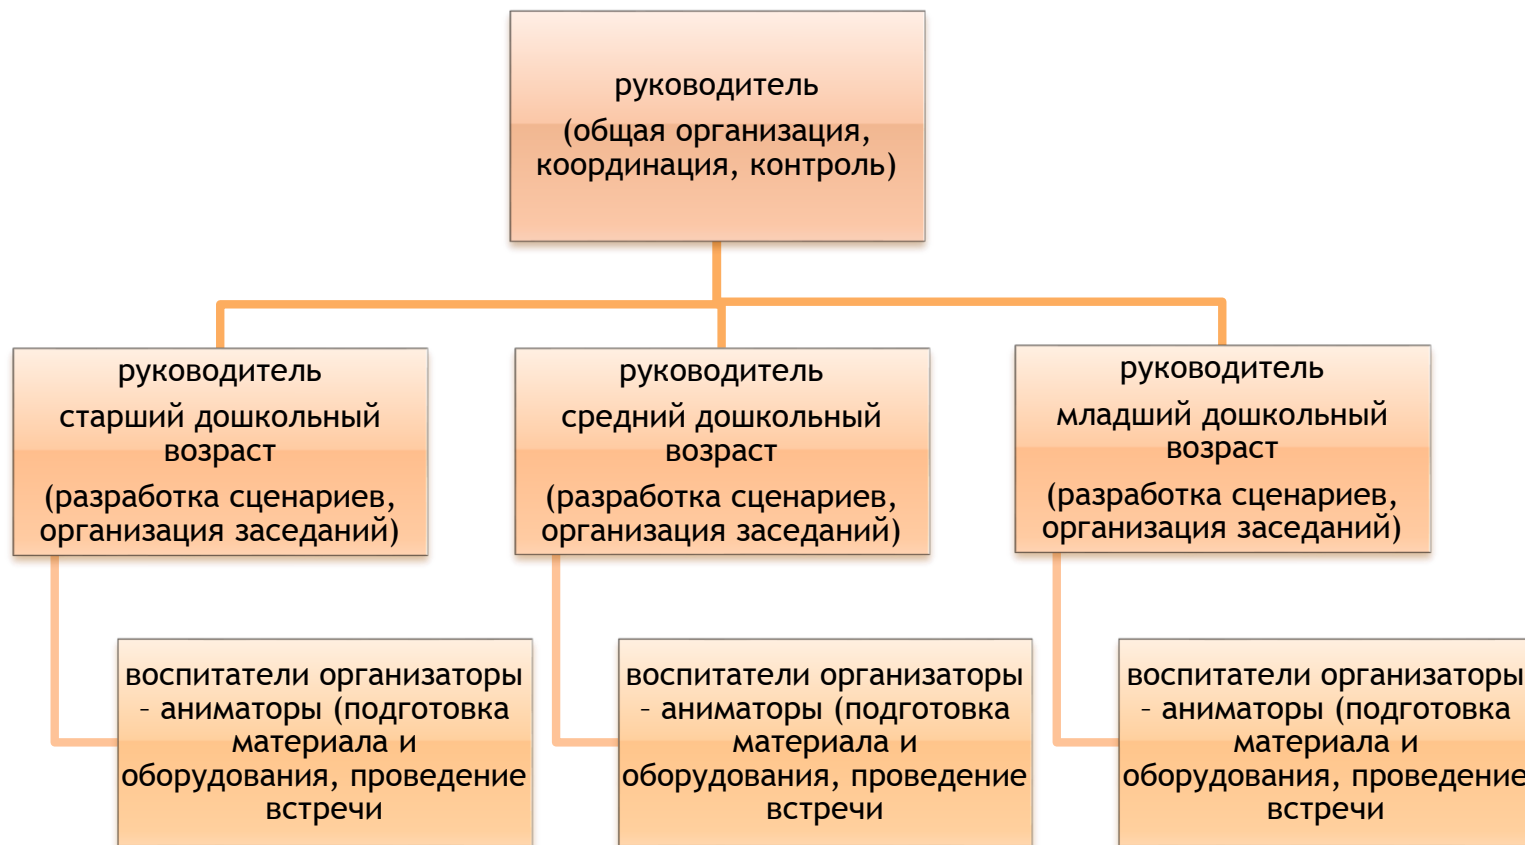 руководитель
(общая организация,
координация, контроль)
руководитель
старший дошкольный
возраст
(разработка сценариев,
организация заседаний)
руководитель
средний дошкольный
возраст
(разработка сценариев,
организация заседаний)
руководитель
младший дошкольный
возраст
(разработка сценариев,
организация заседаний)
воспитатели организаторы
– аниматоры (подготовка
материала и
оборудования, проведение
встречи
воспитатели организаторы
– аниматоры (подготовка
материала и
оборудования, проведение
встречи
воспитатели организаторы
– аниматоры (подготовка
материала и
оборудования, проведение
встречи